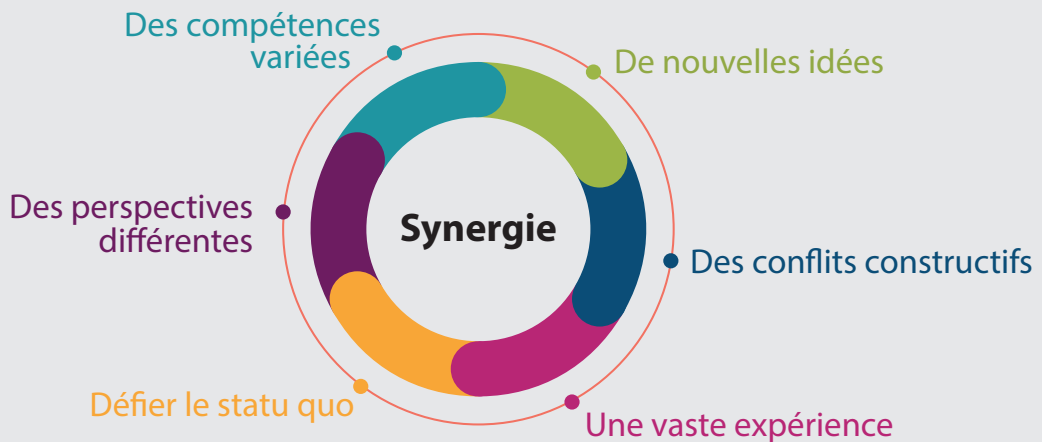 Des compétences
variées
De nouvelles idées
Des perspectives
différentes
Synergie
Des conflits constructifs
Défier le statu quo
Une vaste expérience